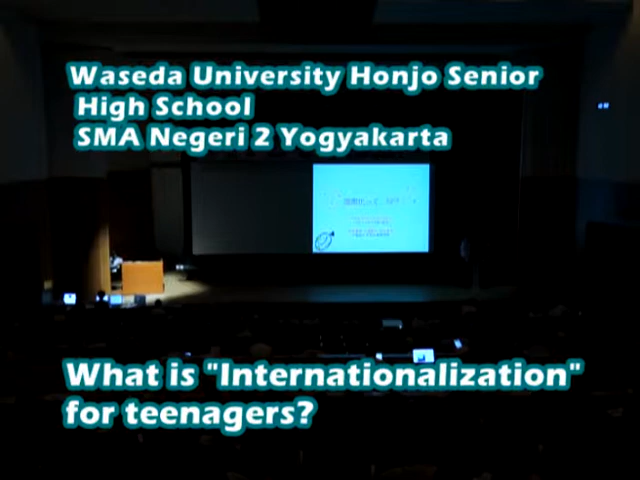 Waseda University Honjo Senior
High School
SMA Negeri 2 Yogyakarta
What is "Internationalization"
for teenagers?